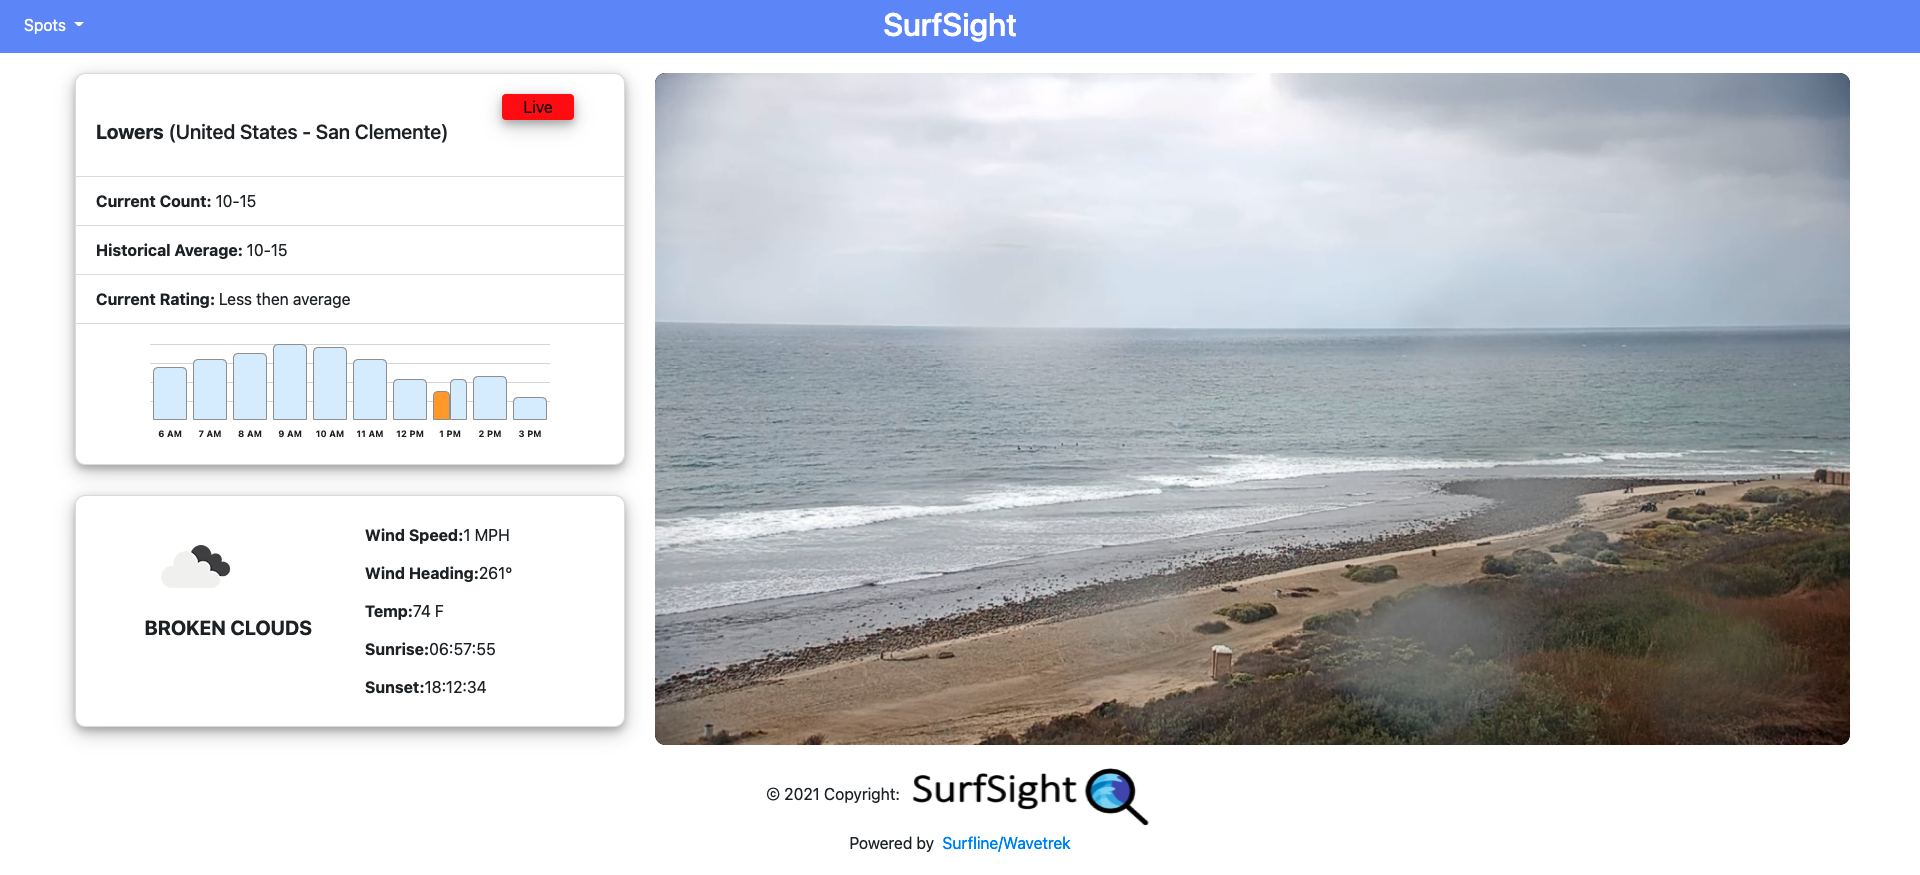 Spots
SurfSight
Live
Lowers (United States - San Clemente)
Current Count: 10-15
Historical Average: 10-15
Current Rating: Less then average
6 AM 7 AM 8 AM 9 AM 10 AM 11 AM 12 PM 1 PM 2 PM 3 PM
BROKEN CLOUDS
Wind Speed:1 MPH
Wind Heading:261º
Temp:74 F
Sunrise:06:57:55
Sunset:18:12:34
© 2021 Copyright: SurfSight
Powered by Surfline/Wavetrek